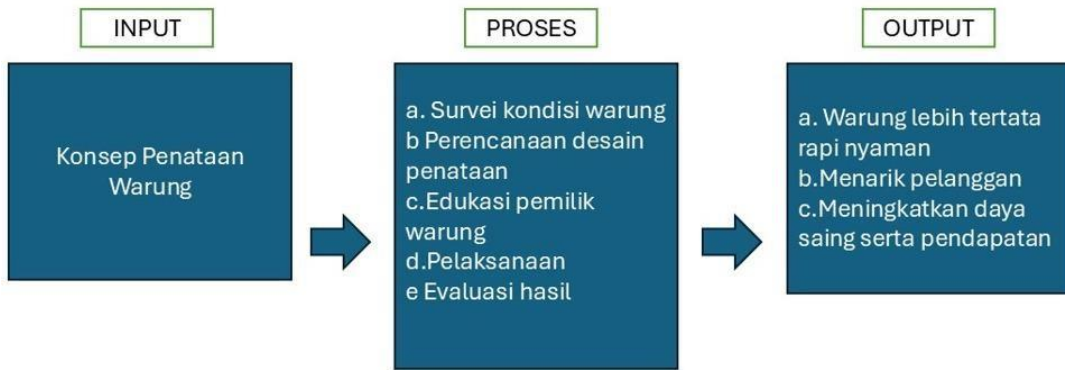 INPUT
Konsep Penataan
Warung
PROSES
a. Survei kondisi warung
b Perencanaan desain
penataan
c.Edukasi pemilik
warung
d.Pelaksanaan
e Evaluasi hasil
OUTPUT
a. Warung lebih tertata
rapi nyaman
b.Menarik pelanggan
c.Meningkatkan daya
saing serta pendapatan